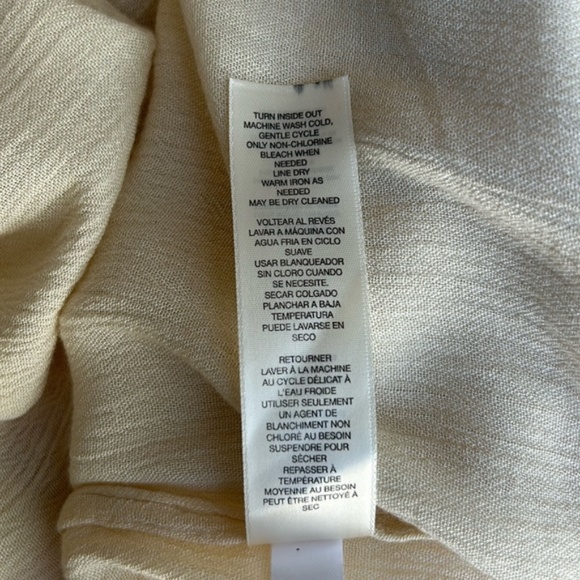 TURN INSIDE OUT
MACHINE WASH COLD,
GENTLE CYCLE
ONLY NON-CHLORINE
BLEACH WHEN
NEEDED
LINE DRY
WARM IRON AS
NEEDED
MAY BE DRY CLEANED
VOLTEAR AL REVÉS
LAVAR A MÁQUINA CON
AGUA FRIA EN CICLO
SUAVE
USAR BLANQUEADOR
SIN CLORO CUANDO
SE NECESITE.
SECAR COLGADO
PLANCHAR A BAJA
TEMPERATURA
PUEDE LAVARSE EN
SECO
RETOURNER
LAVER À LA MACHINE
AU CYCLE DÉLICAT À
L'EAU FROIDE
UTILISER SEULEMENT
UN AGENT DE
BLANCHIMENT NON
CHLORÉ AU BESOIN
SUSPENDRE POUR
SÉCHER
REPASSER À
TEMPÉRATURE
MOYENNE AU BESOIN
PEUT ÊTRE NETTOYÉ À
SEC